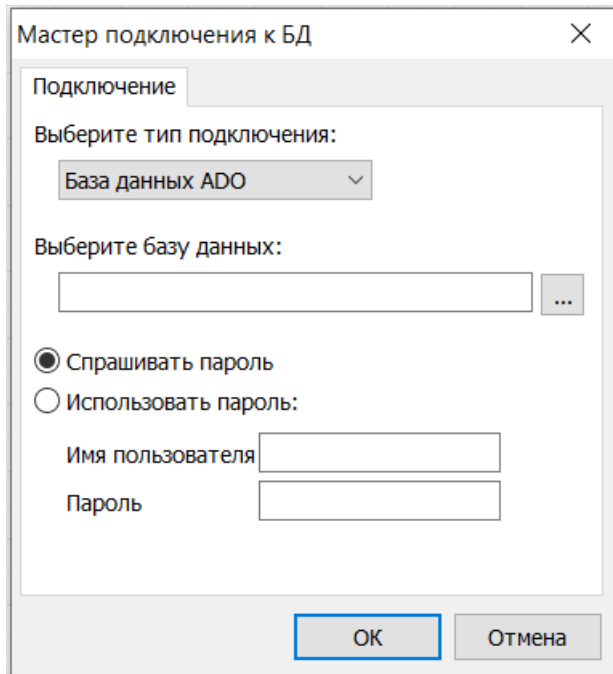 Мастер подключения к БД
Подключение
Выберите тип подключения:
База данных ADO
Выберите базу данных:
...
Спрашивать пароль
Использовать пароль:
Имя пользователя
Пароль
ОК Отмена